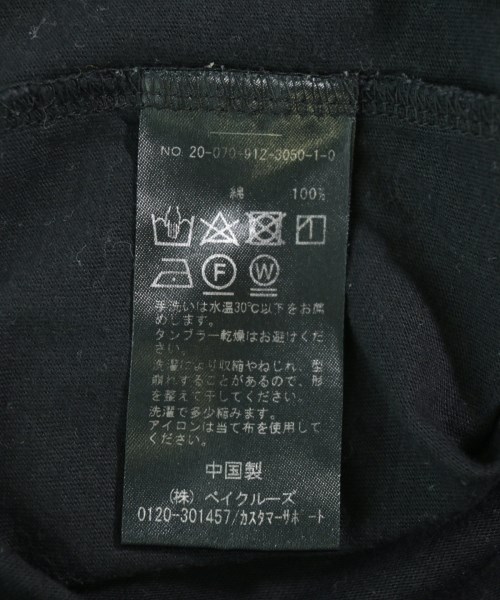 NO. 20-070-912-3050-1-0
綿 100%
F W
手洗いは水温30℃以下をお薦
めします。
タンブラー乾燥はお避けくだ
さい。
洗濯により収縮やねじれ、型
崩れすることがあるので、形
を整えて干してください。
洗濯で多少縮みます。
アイロンは当て布を使用して
ください。
中国製
(株) ベイクルーズ
0120-301457/カスタマーサポート